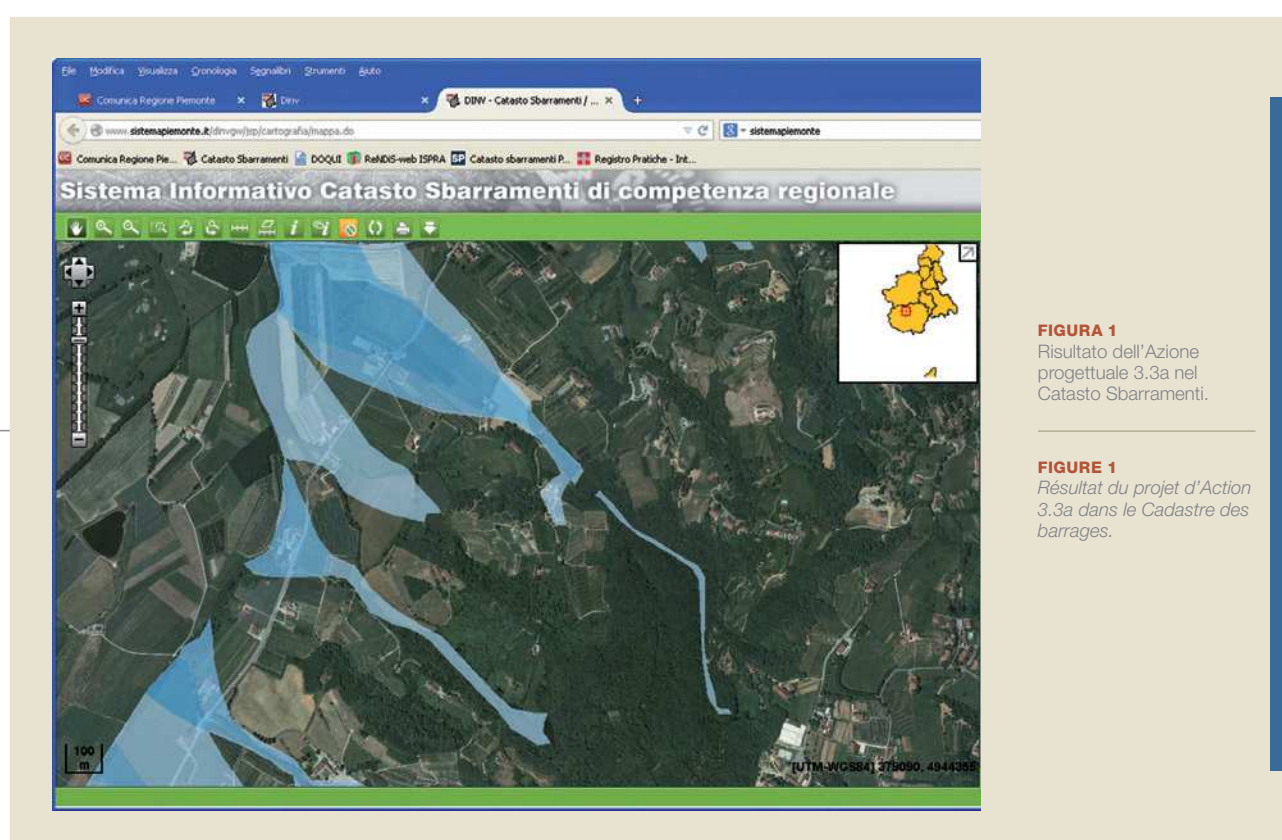 File Modifica Visualizza Cronologia Segnalibri Strumenti Aiuto
Comunica Regione Piemonte × Dinv × DINV - Catasto Sbarramenti / ... × +
www.sistemapiemonte.it/dinvgw/jsp/cartografia/mappa.do sistemapiemonte
Comunica Regione Pie... Catasto Sbarramenti DOQUI ReNDiS-web ISPRA SP Catasto sbarramenti P... Registro Pratiche - Int...
Sistema Informativo Catasto Sbarramenti di competenza regionale
100
m
[UTM-WGS84] 379090, 4944365
FIGURA 1
Risultato dell'Azione
progettuale 3.3a nel
Catasto Sbarramenti.
FIGURE 1
Résultat du projet d'Action
3.3a dans le Cadastre des
barrages.